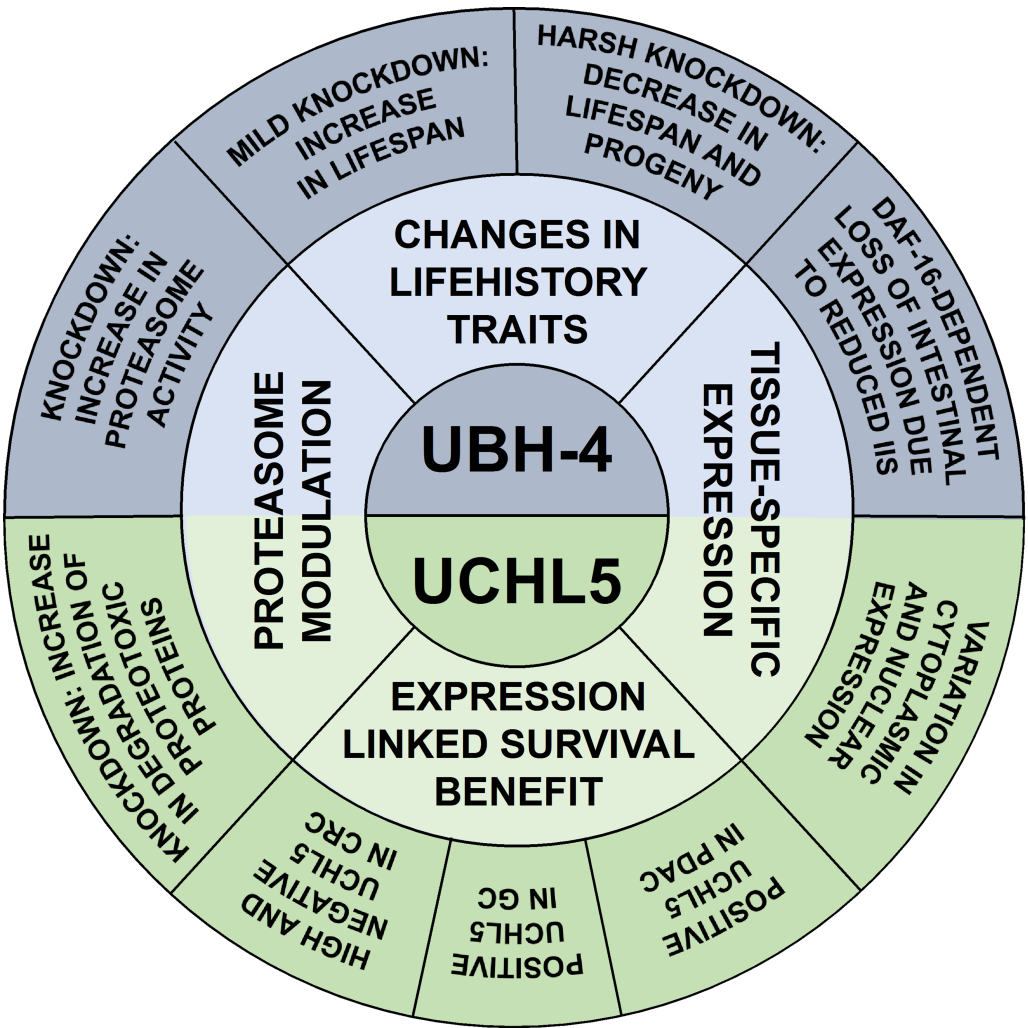 MILD KNOCKDOWN:
INCREASE
IN LIFESPAN
HARSH KNOCKDOWN:
DECREASE IN
LIFESPAN AND
PROGENY
KNOCKDOWN:
INCREASE IN
PROTEASOME
ACTIVITY
DAF-16-DEPENDENT
LOSS OF INTESTINAL
EXPRESSION DUE
TO REDUCED IIS
CHANGES IN
LIFEHISTORY
TRAITS
PROTEASOME
MODULATION
TISSUE-SPECIFIC
EXPRESSION
UBH-4
UCHL5
EXPRESSION
LINKED SURVIVAL
BENEFIT
KNOCKDOWN: INCREASE
IN DEGRADATION OF
PROTEOTOXIC
PROTEINS
VARIATION IN
CYTOPLASMIC
AND NUCLEAR
EXPRESSION
HIGH AND
NEGATIVE
UCHL5
IN CRC
POSITIVE
UCHL5
IN GC
POSITIVE
UCHL5
IN PDAC